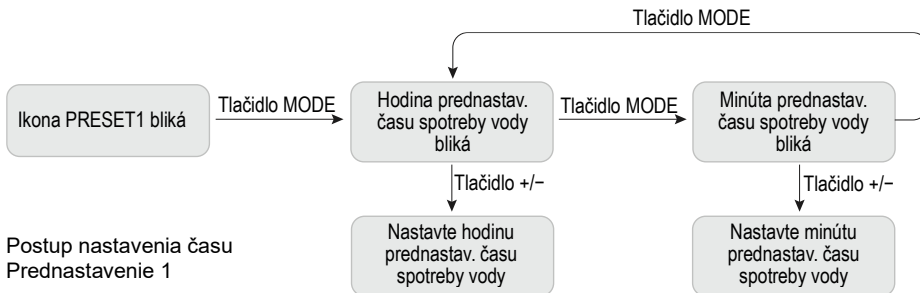 Tlačidlo MODE
Ikona PRESET1 bliká
Tlačidlo MODE
Hodina prednastav.
času spotreby vody
bliká
Tlačidlo MODE
Minúta prednastav.
času spotreby vody
bliká
Tlačidlo +/−
Tlačidlo +/−
Nastavte hodinu
prednastav. času
spotreby vody
Nastavte minútu
prednastav. času
spotreby vody
Postup nastavenia času
Prednastavenie 1